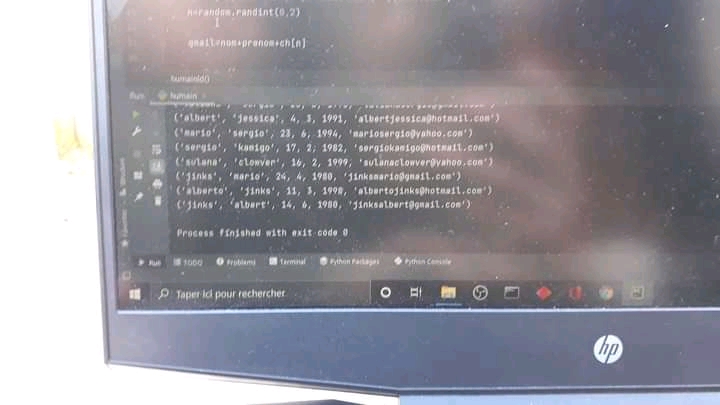 n=random.randint(0,2)
gmail=nom+prenom+ch[n]
humainId()
Run: humain
('albert', 'jessica', 4, 3, 1991, 'albertjessica@hotmail.com')
('mario', 'sergio', 23, 6, 1994, 'mariosergio@yahoo.com')
('sergio', 'kamigo', 17, 2, 1982, 'sergiokamigo@hotmail.com')
('sulana', 'clowver', 16, 2, 1999, 'sulanaclowver@yahoo.com')
('jinks', 'mario', 24, 4, 1980, 'jinksmario@gmail.com')
('alberto', 'jinks', 11, 3, 1998, 'albertojinks@hotmail.com')
('jinks', 'albert', 14, 6, 1980, 'jinksalbert@gmail.com')
Process finished with exit code 0
Structure
Favorites
Run TODO Problems Terminal Python Packages Python Console
Taper ici pour rechercher
hp